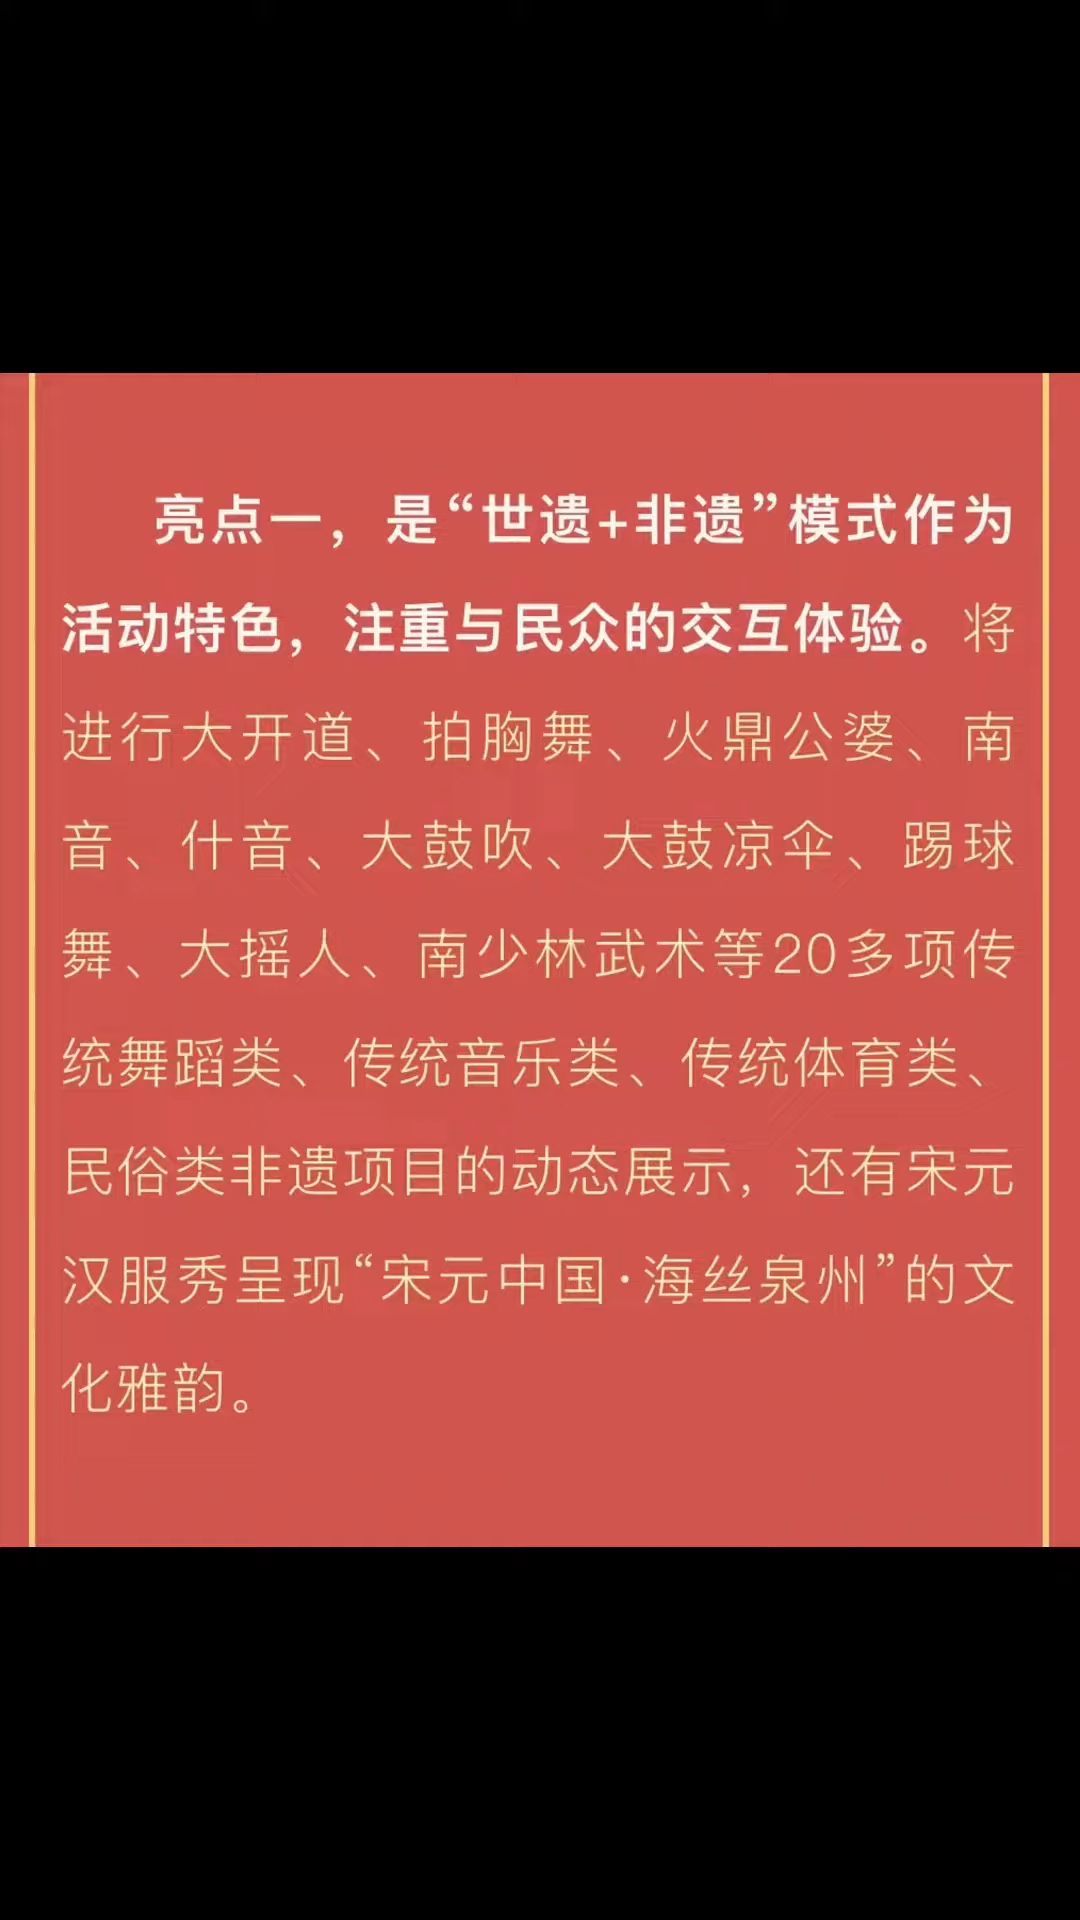 亮点一，是“世遗+非遗”模式作为
活动特色，注重与民众的交互体验。将
进行大开道、拍胸舞、火鼎公婆、南
音、什音、大鼓吹、大鼓凉伞、踢球
舞、大摇人、南少林武术等20多项传
统舞蹈类、传统音乐类、传统体育类、
民俗类非遗项目的动态展示，还有宋元
汉服秀呈现“宋元中国·海丝泉州”的文
化雅韵。